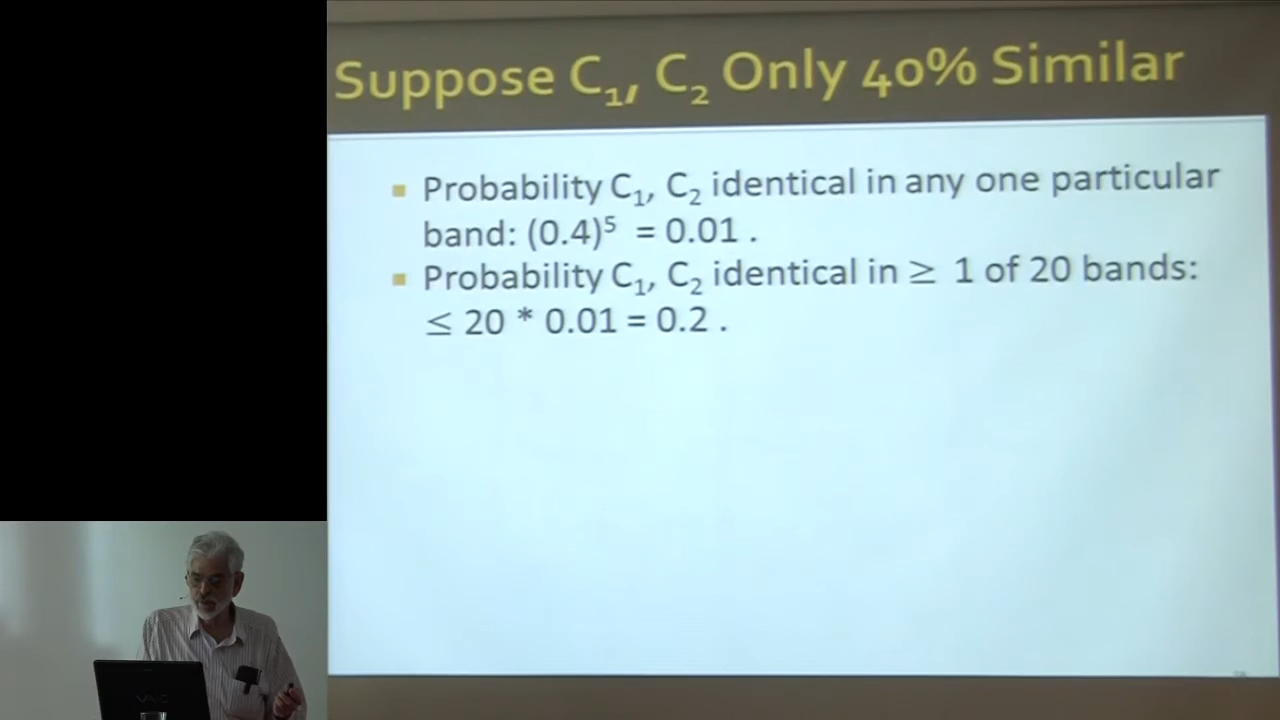 Suppose C₁, C₂ Only 40% Similar
Probability C₁, C₂ identical in any one particular
band: (0.4)⁵ = 0.01 .
Probability C₁, C₂ identical in ≥ 1 of 20 bands:
≤ 20 * 0.01 = 0.2 .
VAIO